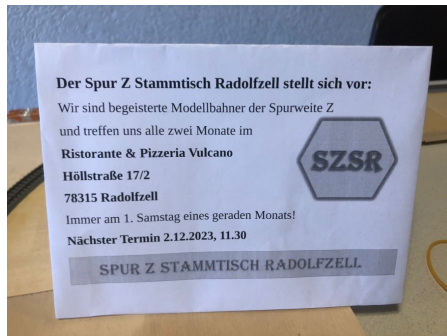 Der Spur Z Stammtisch Radolfzell stellt sich vor:
Wir sind begeisterte Modellbahner der Spurweite Z
und treffen uns alle zwei Monate im
Ristorante & Pizzeria Vulcano
Höllstraße 17/2
SZSR
78315 Radolfzell
Immer am 1. Samstag eines geraden Monats!
Nächster Termin 2.12.2023, 11.30
SPUR Z STAMMTISCH RADOLFZELL